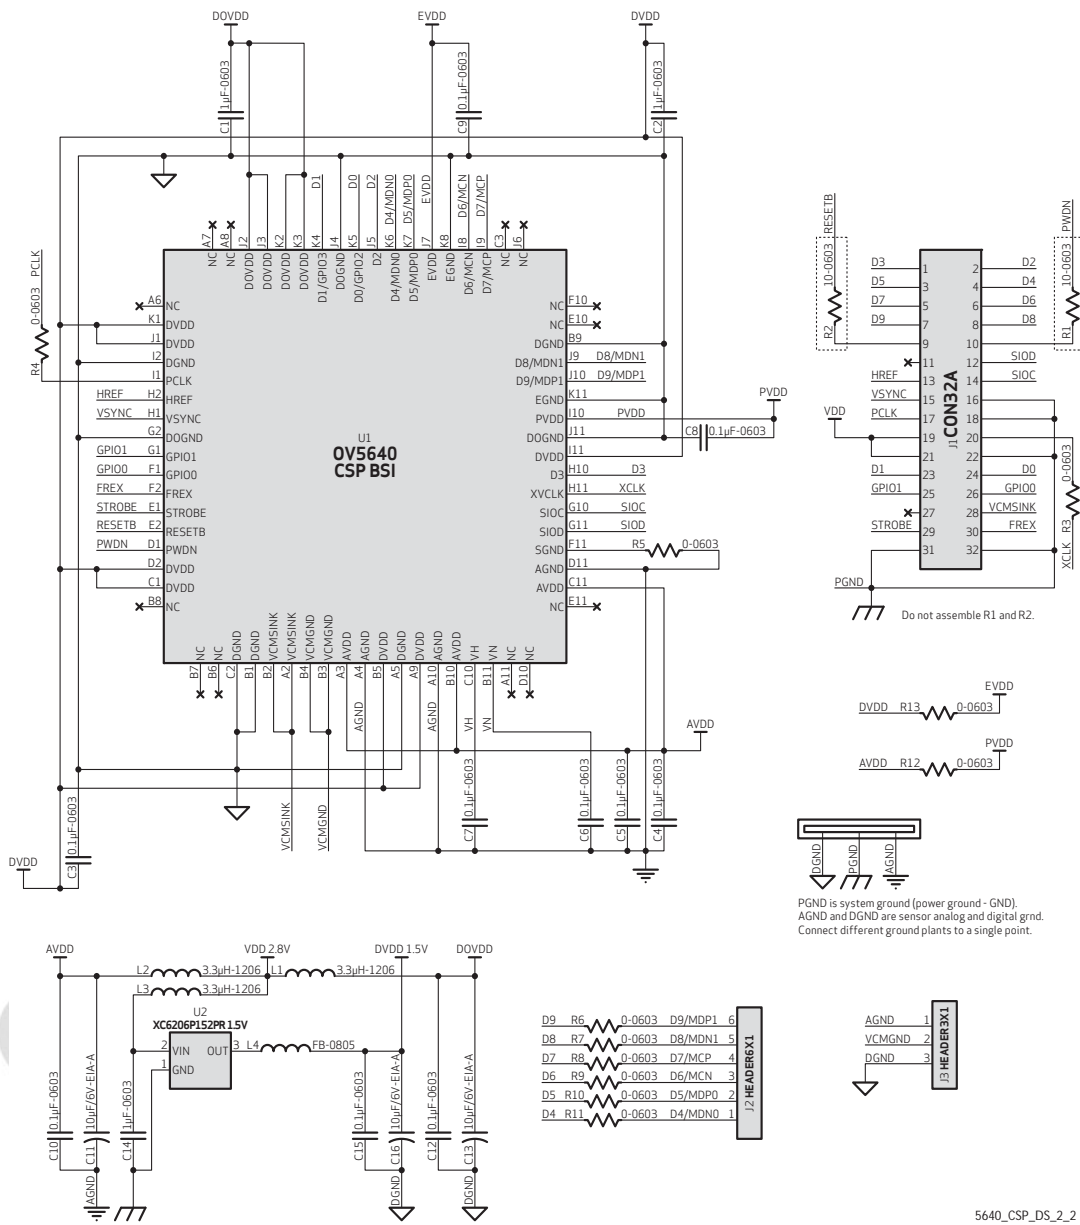 DOVDD
EVDD
DVDD
C1 1µF-0603
C9 0.1µF-0603
C2 1µF-0603
D1
D0
D2
D4/MDN0
D5/MDP0
EVDD
D6/MCN
D7/MCP
A7 NC
A8 NC
J2 DOVDD
J3 DOVDD
K2 DOVDD
K3 DOVDD
K4 D1/GPIO3
J4 DOGND
K5 D0/GPIO2
J5 D2
K6 D4/MDN0
K7 D5/MDP0
J7 EVDD
K8 EGND
I8 D6/MCN
I9 D7/MCP
C3 NC
J6 NC
R4 0-0603 PCLK
A6 NC
K1 DVDD
J1 DVDD
I2 DGND
I1 PCLK
HREF H2 HREF
VSYNC H1 VSYNC
G2 DOGND
GPIO1 G1 GPIO1
GPIO0 F1 GPIO0
FREX F2 FREX
STROBE E1 STROBE
RESETB E2 RESETB
PWDN D1 PWDN
D2 DVDD
C1 DVDD
B8 NC
U1
OV5640
CSP BSI
NC F10
NC E10
DGND B9
D8/MDN1 J9 D8/MDN1
D9/MDP1 J10 D9/MDP1
EGND K11
PVDD I10 PVDD
PVDD
DOGND J11 C8 0.1µF-0603
DVDD I11
D3 H10 D3
XVCLK H11 XCLK
SIOC G10 SIOC
SIOD G11 SIOD
SGND F11 R5 0-0603
AGND D11
AVDD C11
NC E11
B7 NC
B6 NC
C2 DGND
B1 DGND
B2 VCMSINK
A2 VCMSINK
B4 VCMGND
B3 VCMGND
A3 AVDD
A4 AGND
B5 DVDD
A5 DGND
A9 DVDD
A10 AGND
B10 AVDD
C10 VH
B11 VN
A11 NC
D10 NC
AGND
AGND
VH
VN
AVDD
VCMSINK
VCMGND
C7 0.1µF-0603
C6 0.1µF-0603
C5 0.1µF-0603
C4 0.1µF-0603
C3 0.1µF-0603
DVDD
R2 10-0603 RESETB
R1 10-0603 PWDN
J1 CON32A
D3 1 2 D2
D5 3 4 D4
D7 5 6 D6
D9 7 8 D8
9 10
11 12 SIOD
HREF 13 14 SIOC
VSYNC 15 16
PCLK 17 18
VDD
19 20
21 22
D1 23 24 D0
GPIO1 25 26 GPIO0
27 28 VCMSINK
STROBE 29 30 FREX
31 32
XCLK R3 0-0603
PGND
Do not assemble R1 and R2.
EVDD
DVDD R13 0-0603
PVDD
AVDD R12 0-0603
DGND
PGND
AGND
PGND is system ground (power ground - GND).
AGND and DGND are sensor analog and digital grnd.
Connect different ground plants to a single point.
AVDD
VDD 2.8V
DVDD 1.5V
DOVDD
L2 3.3µH-1206 L1 3.3µH-1206
L3 3.3µH-1206
U2
XC6206P152PR 1.5V
2 VIN OUT 3 L4 FB-0805
1 GND
C10 0.1µF-0603
C11 10µF/6V-EIA-A
C14 1µF-0603
C15 0.1µF-0603
C16 10µF/6V-EIA-A
C12 0.1µF-0603
C13 10µF/6V-EIA-A
AGND
DGND
DGND
D9 R6 0-0603 D9/MDP1 6
D8 R7 0-0603 D8/MDN1 5
D7 R8 0-0603 D7/MCP 4
D6 R9 0-0603 D6/MCN 3
D5 R10 0-0603 D5/MDP0 2
D4 R11 0-0603 D4/MDN0 1
J2 HEADER6X1
AGND 1
VCMGND 2
DGND 3
J3 HEADER3X1
5640_CSP_DS_2_2